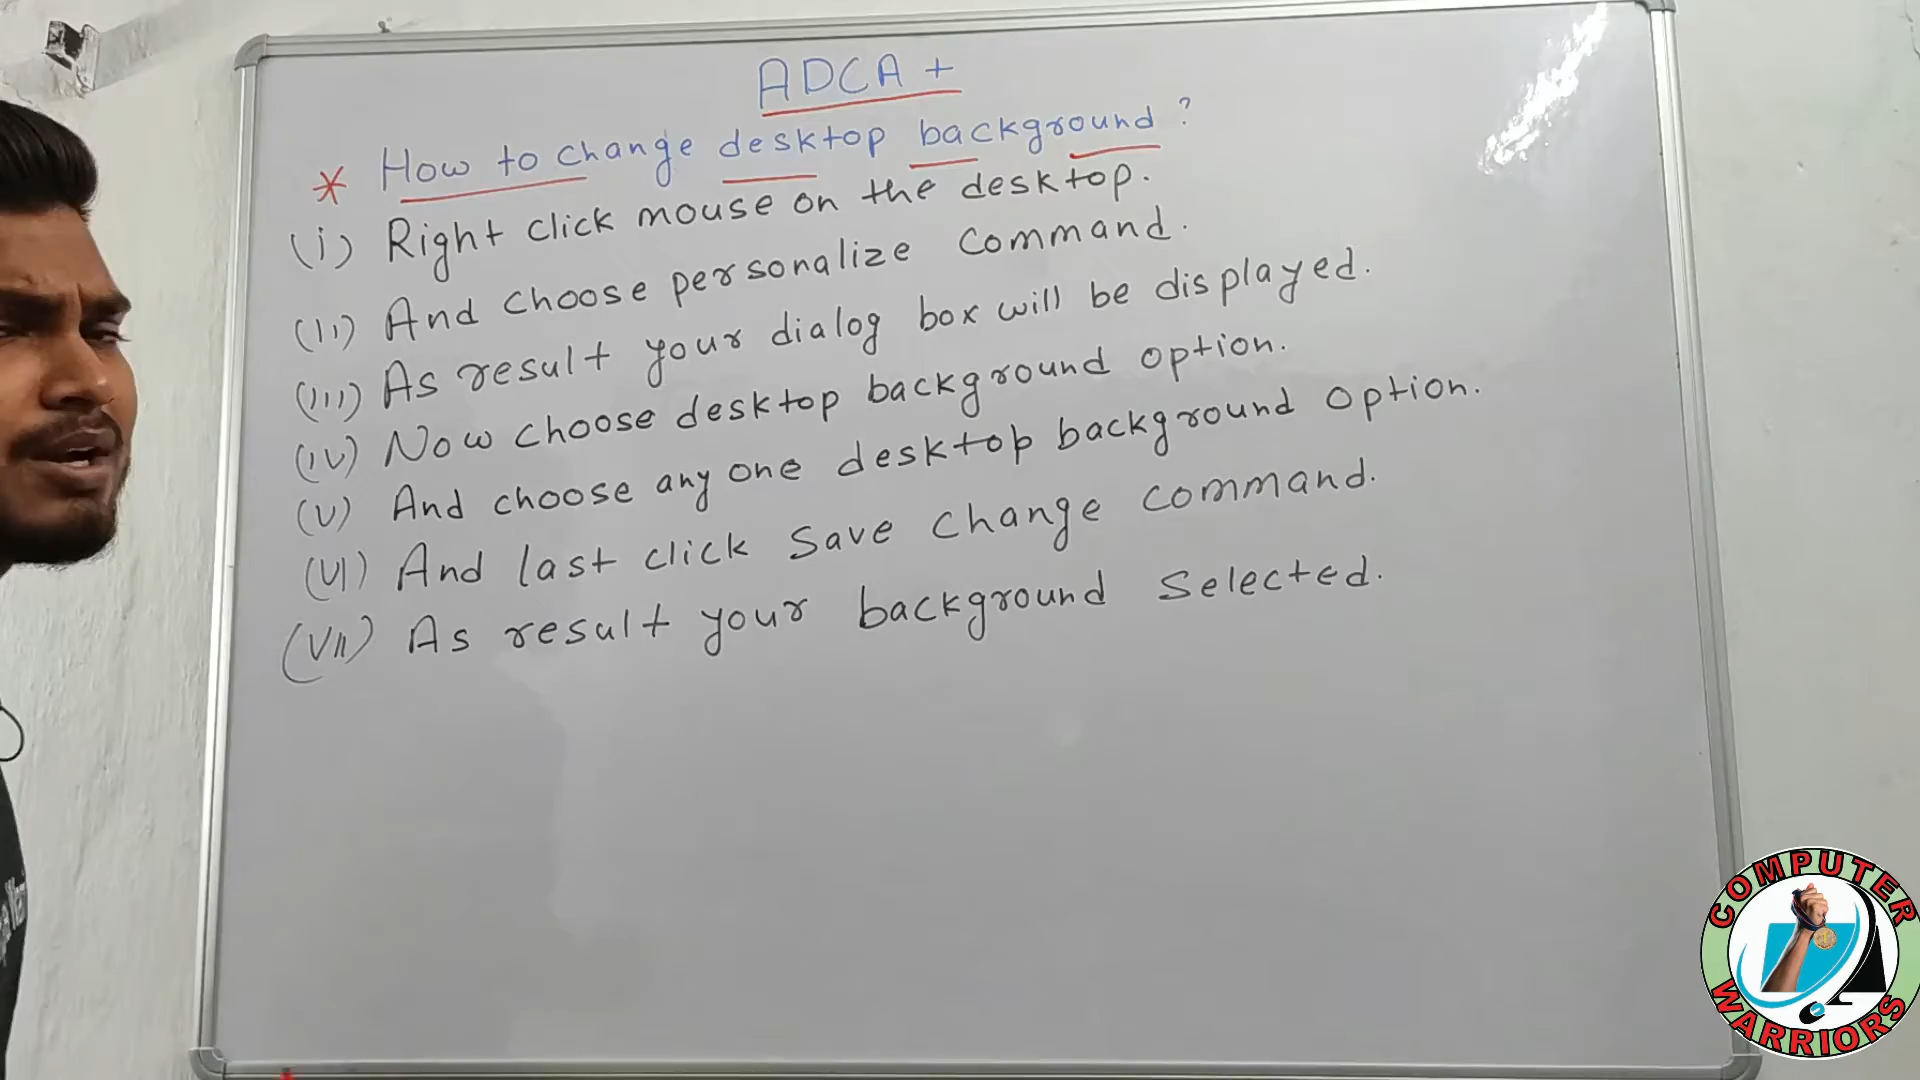 ADCA +
* How to change desktop background ?
(i) Right click mouse on the desktop.
(ii) And choose personalize command.
(iii) As result your dialog box will be displayed.
(iv) Now choose desktop background option.
(v) And choose any one desktop background option.
(vi) And last click save change command.
(vii) As result your background selected.
COMPUTER
WARRIORS